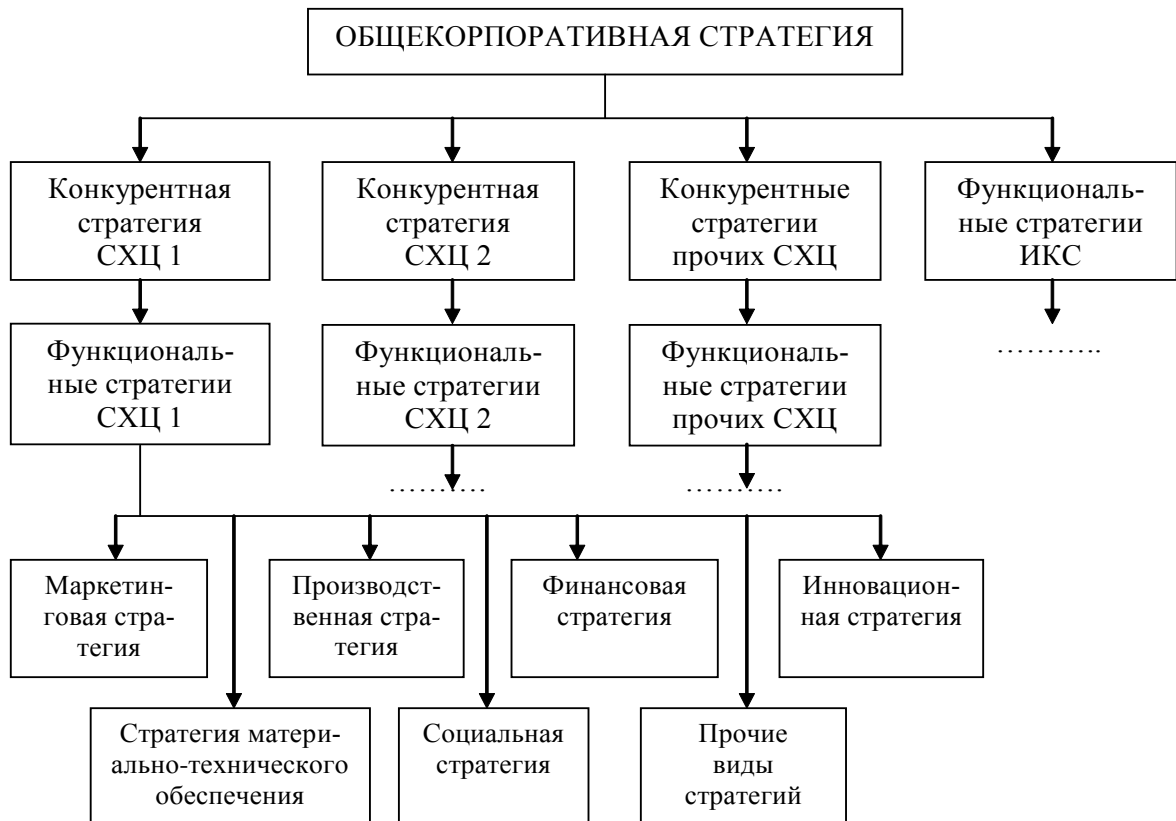 ОБЩЕКОРПОРАТИВНАЯ СТРАТЕГИЯ
Конкурентная
стратегия
СХЦ 1
Конкурентная
стратегия
СХЦ 2
Конкурентные
стратегии
прочих СХЦ
Функциональ-
ные стратегии
ИКС
Функциональ-
ные стратегии
СХЦ 1
Функциональ-
ные стратегии
СХЦ 2
Функциональ-
ные стратегии
прочих СХЦ
………..
……….
……….
Маркетин-
говая стра-
тегия
Производст-
венная стра-
тегия
Финансовая
стратегия
Инновацион-
ная стратегия
Стратегия матери-
ально-технического
обеспечения
Социальная
стратегия
Прочие
виды
стратегий